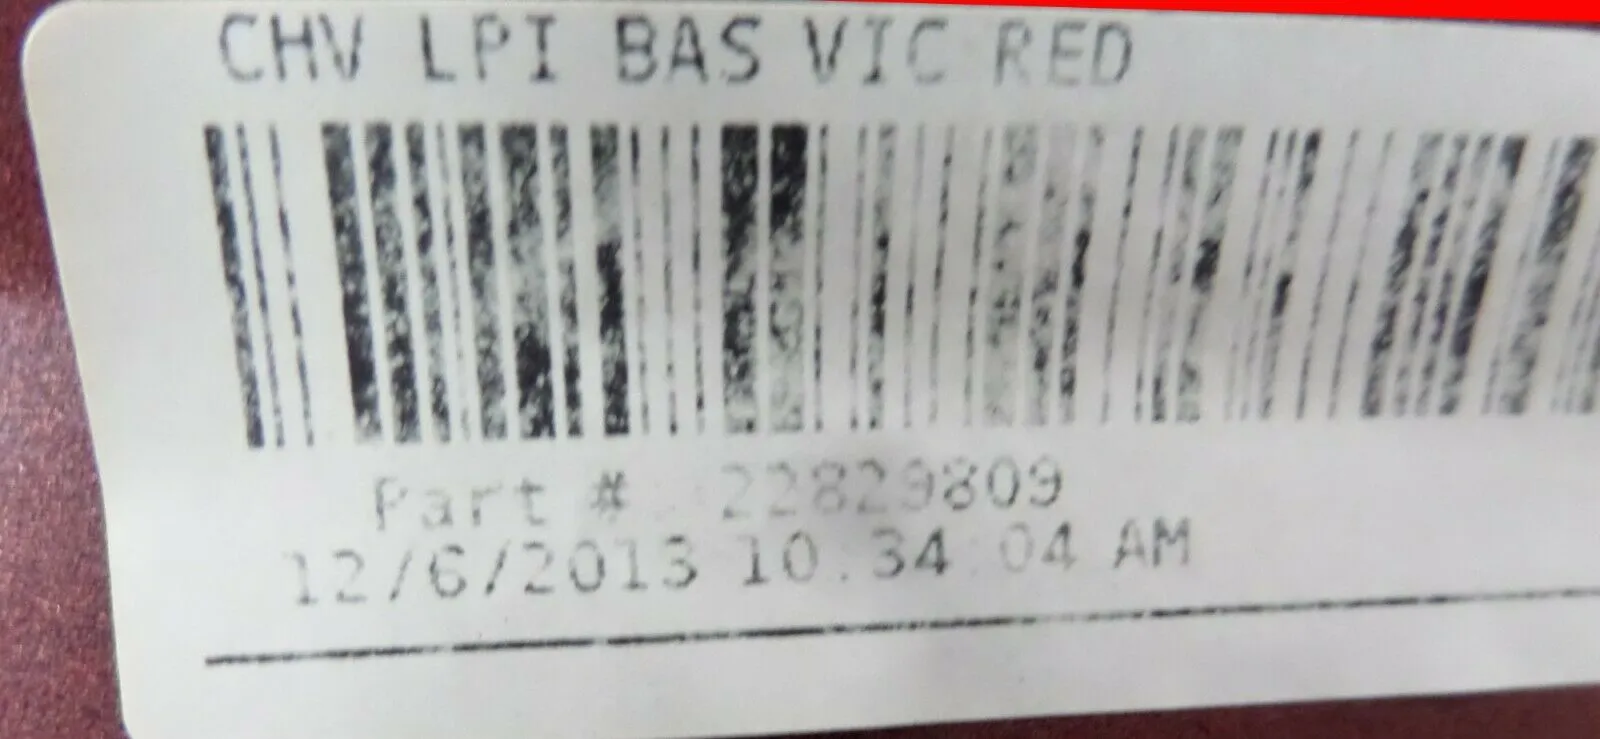 CHV LPI BAS VIC RED
Part # 22829809
12/6/2013 10:34:04 AM